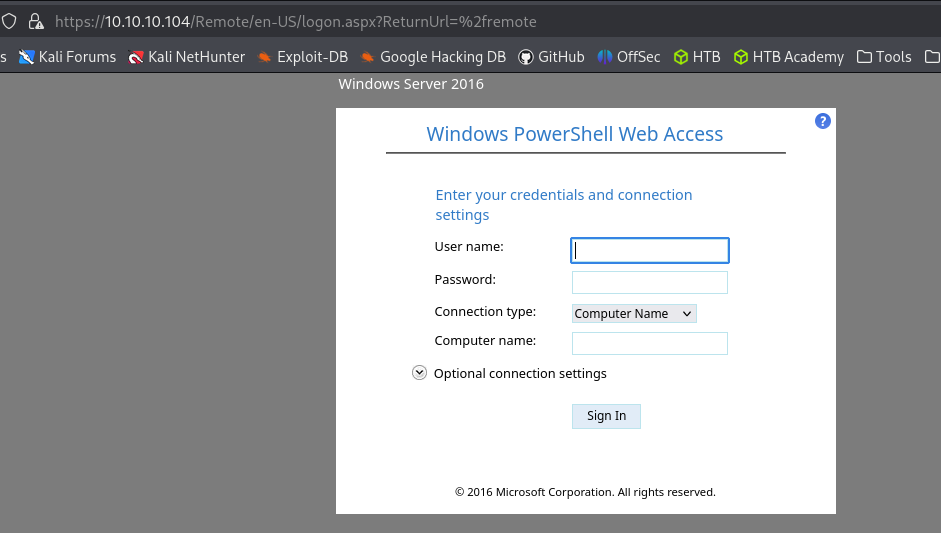 https://10.10.10.104/Remote/en-US/logon.aspx?ReturnUrl=%2fremote
s Kali Forums Kali NetHunter Exploit-DB Google Hacking DB GitHub OffSec HTB HTB Academy Tools
Windows Server 2016
?
Windows PowerShell Web Access
Enter your credentials and connection
settings
User name:
Password:
Connection type: Computer Name
Computer name:
Optional connection settings
Sign In
© 2016 Microsoft Corporation. All rights reserved.